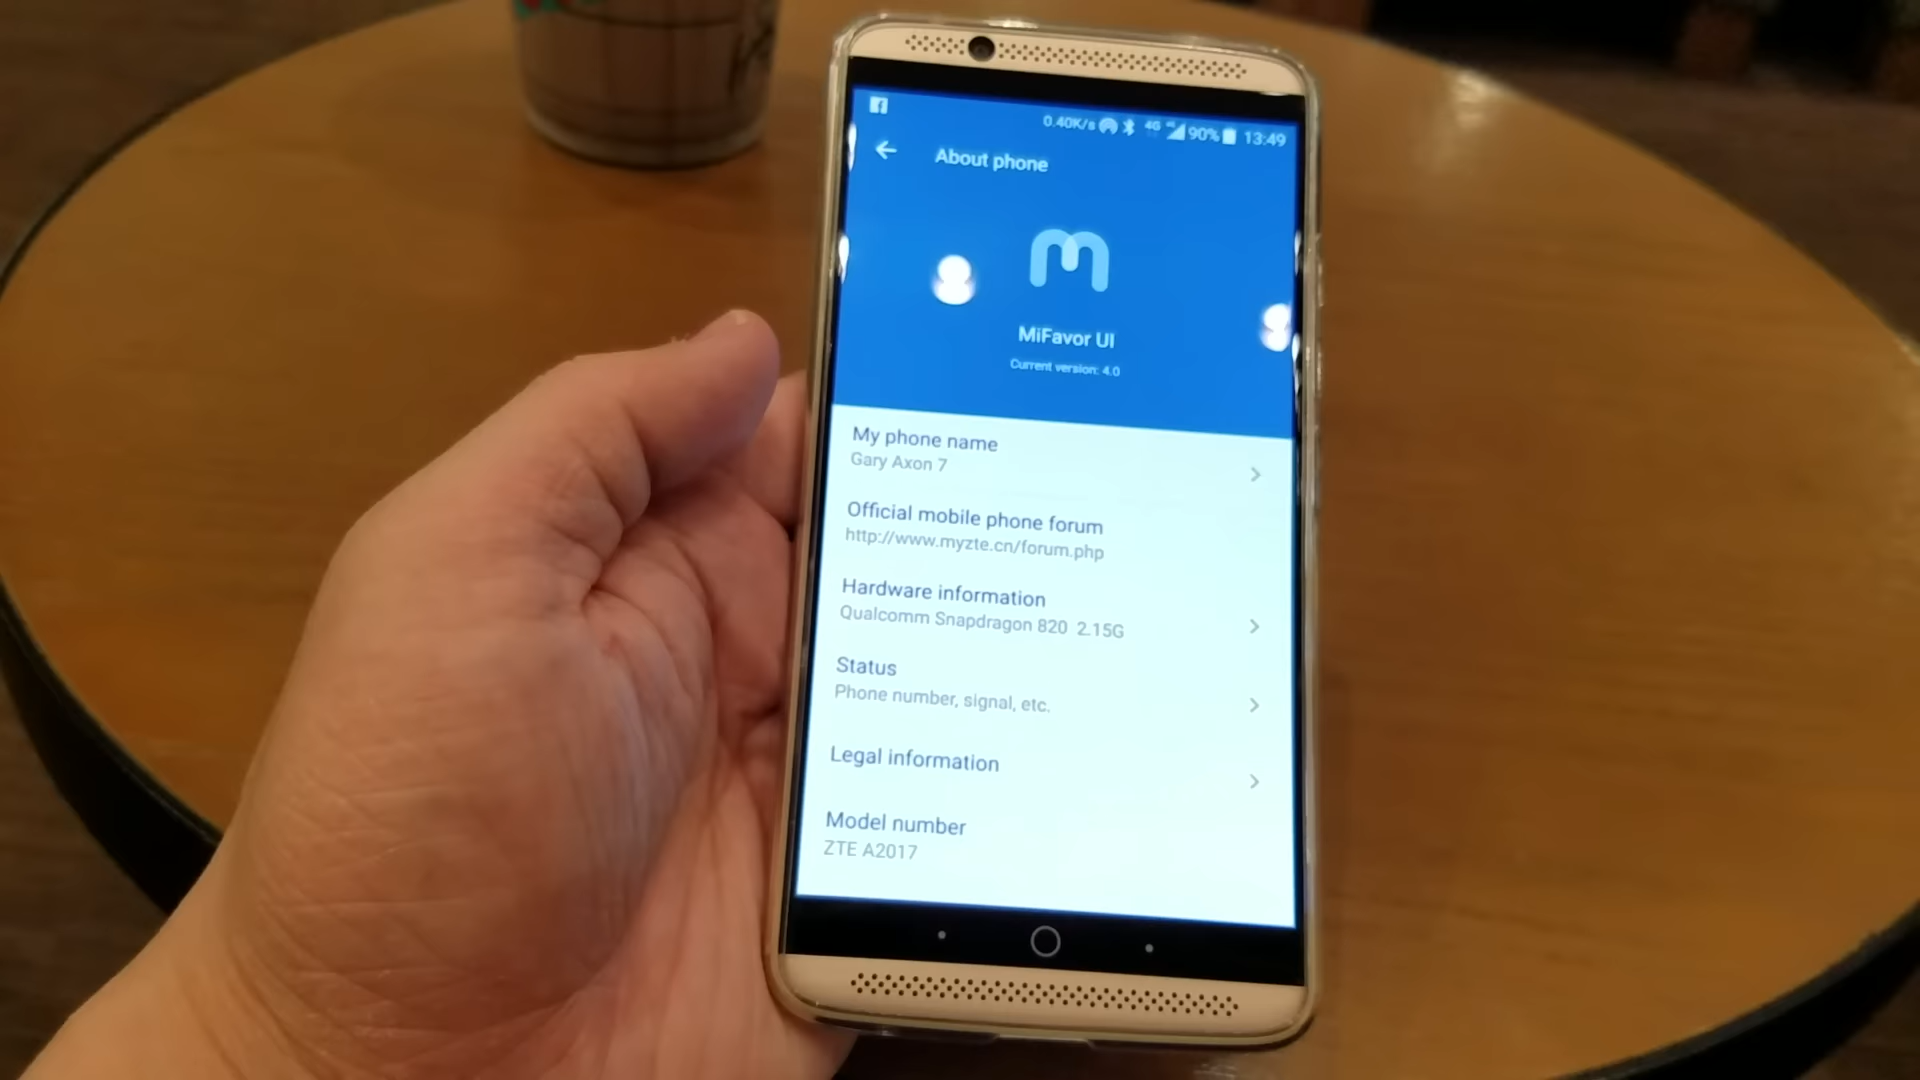 0.40K/s 4G 90% 13:49
About phone
MiFavor UI
Current version: 4.0
My phone name
Gary Axon 7
Official mobile phone forum
http://www.myzte.cn/forum.php
Hardware information
Qualcomm Snapdragon 820 2.15G
Status
Phone number, signal, etc.
Legal information
Model number
ZTE A2017